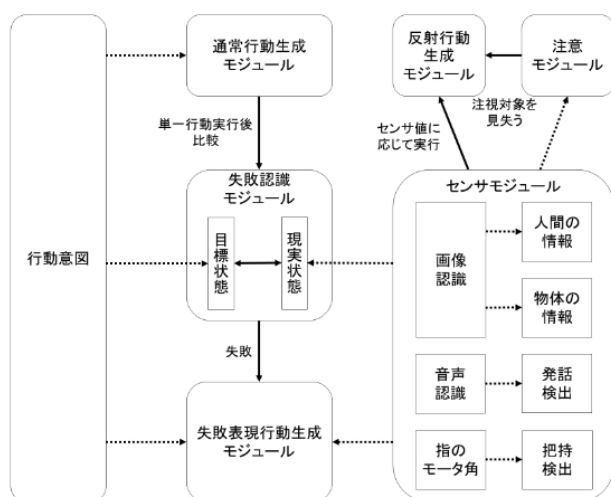 行動意図
通常行動生成
モジュール
単一行動実行後
比較
失敗認識
モジュール
目標状態
現実状態
失敗
失敗表現行動生成
モジュール
反射行動
生成
モジュール
注意
モジュール
注視対象を
見失う
センサ値に
応じて実行
センサモジュール
画像
認識
人間の
情報
物体の
情報
音声
認識
発話
検出
指の
モータ角
把持
検出